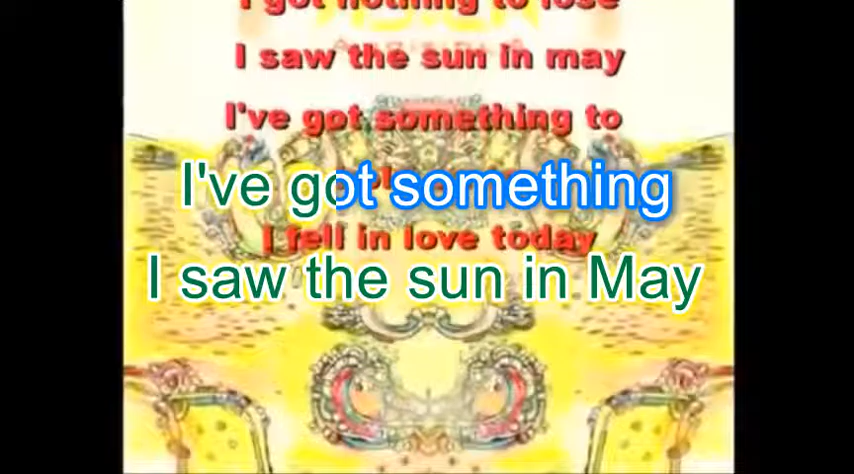 I got nothing to lose
I saw the sun in may
I've got something to
I've got something
I fell in love today
I saw the sun in May